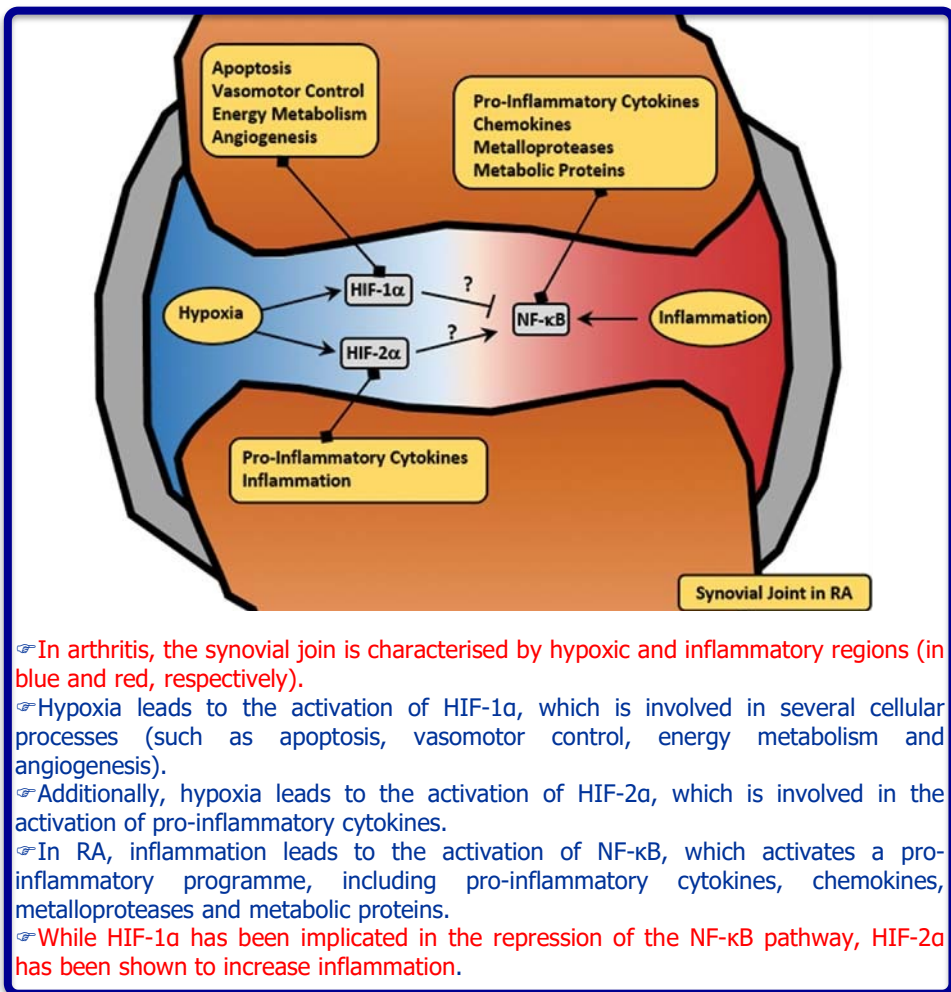 Apoptosis
Vasomotor Control
Energy Metabolism
Angiogenesis
Pro-Inflammatory Cytokines
Chemokines
Metalloproteases
Metabolic Proteins
Hypoxia
HIF-1α
?
HIF-2α
?
NF-κB
Inflammation
Pro-Inflammatory Cytokines
Inflammation
Synovial Joint in RA
☞In arthritis, the synovial join is characterised by hypoxic and inflammatory regions (in
blue and red, respectively).
☞Hypoxia leads to the activation of HIF-1α, which is involved in several cellular
processes (such as apoptosis, vasomotor control, energy metabolism and
angiogenesis).
☞Additionally, hypoxia leads to the activation of HIF-2α, which is involved in the
activation of pro-inflammatory cytokines.
☞In RA, inflammation leads to the activation of NF-κB, which activates a pro-
inflammatory programme, including pro-inflammatory cytokines, chemokines,
metalloproteases and metabolic proteins.
☞While HIF-1α has been implicated in the repression of the NF-κB pathway, HIF-2α
has been shown to increase inflammation.